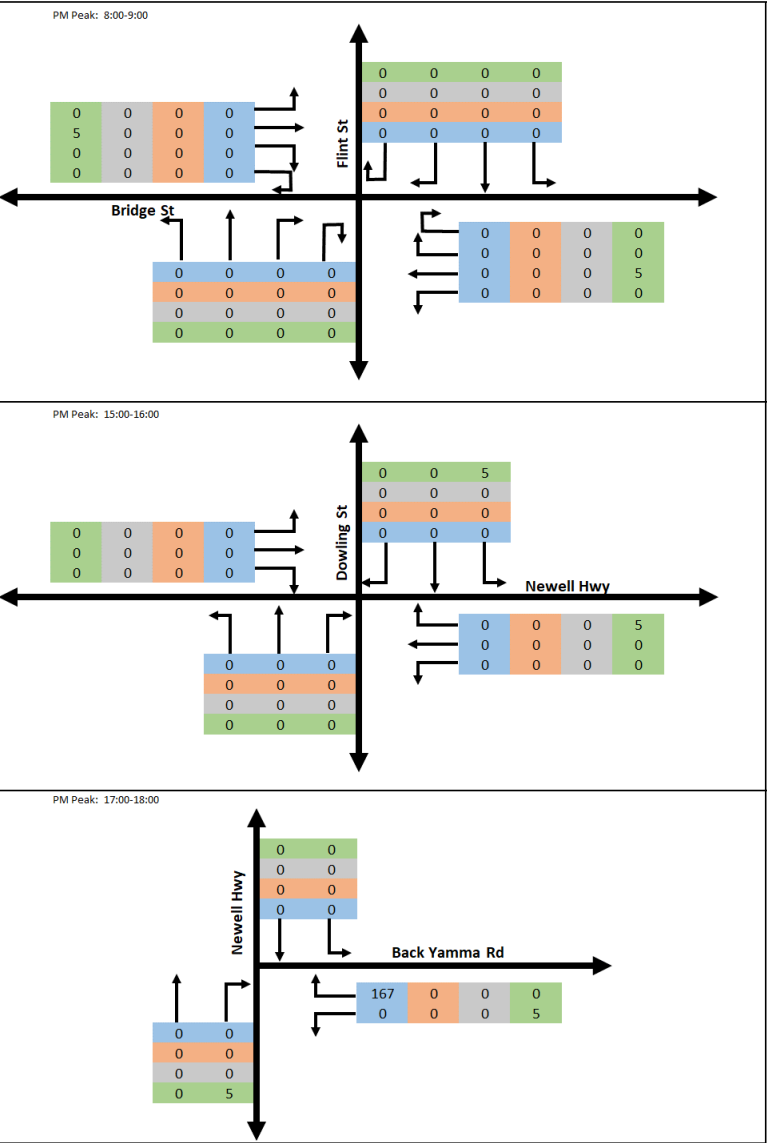 PM Peak: 8:00-9:00
Flint St
0 0 0 0
0 0 0 0
0 0 0 0
0 0 0 0
0 0 0 0
5 0 0 0
0 0 0 0
0 0 0 0
Bridge St
0 0 0 0
0 0 0 0
0 0 0 5
0 0 0 0
0 0 0 0
0 0 0 0
0 0 0 0
0 0 0 0
PM Peak: 15:00-16:00
Dowling St
0 0 5
0 0 0
0 0 0
0 0 0
0 0 0 0
0 0 0 0
0 0 0 0
Newell Hwy
0 0 0 5
0 0 0 0
0 0 0 0
0 0 0
0 0 0
0 0 0
0 0 0
PM Peak: 17:00-18:00
Newell Hwy
0 0
0 0
0 0
0 0
Back Yamma Rd
167 0 0 0
0 0 0 5
0 0
0 0
0 0
0 5